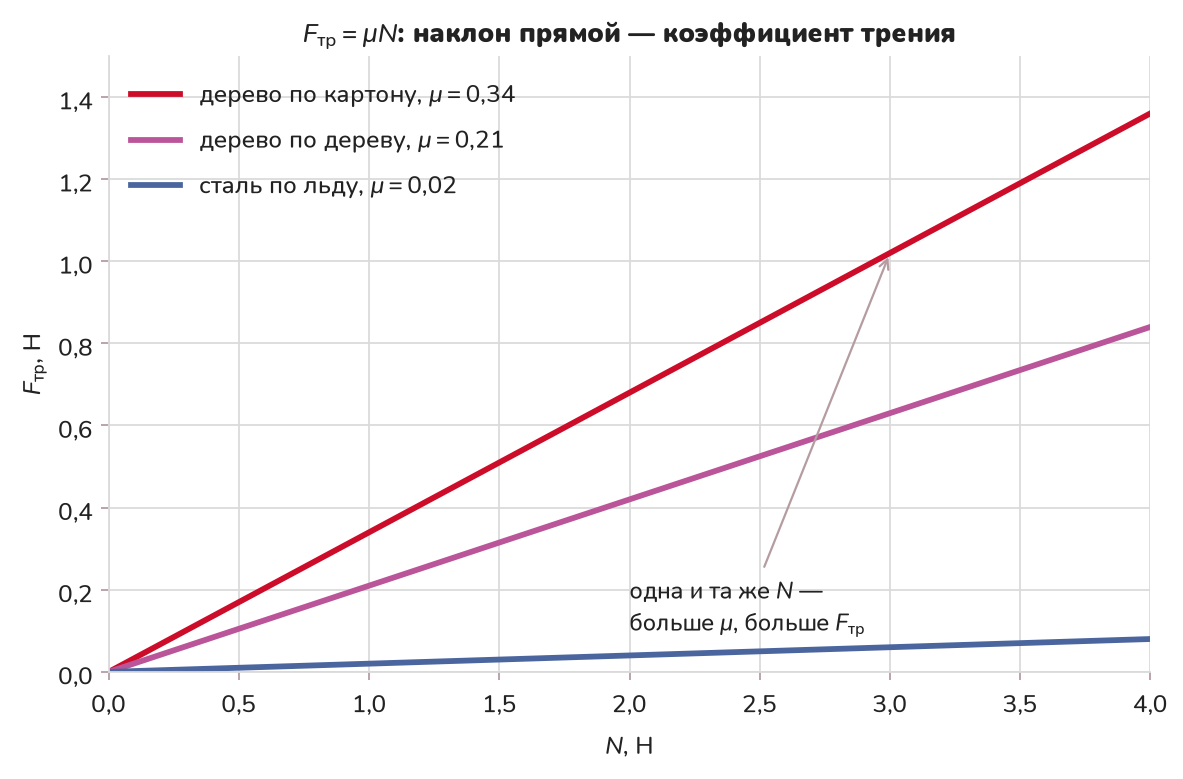 Fтр = μN: наклон прямой — коэффициент трения
дерево по картону, μ = 0,34
дерево по дереву, μ = 0,21
сталь по льду, μ = 0,02
1,4
1,2
1,0
0,8
0,6
0,4
0,2
0,0
Fтр, Н
одна и та же N —
больше μ, больше Fтр
0,0 0,5 1,0 1,5 2,0 2,5 3,0 3,5 4,0
N, Н